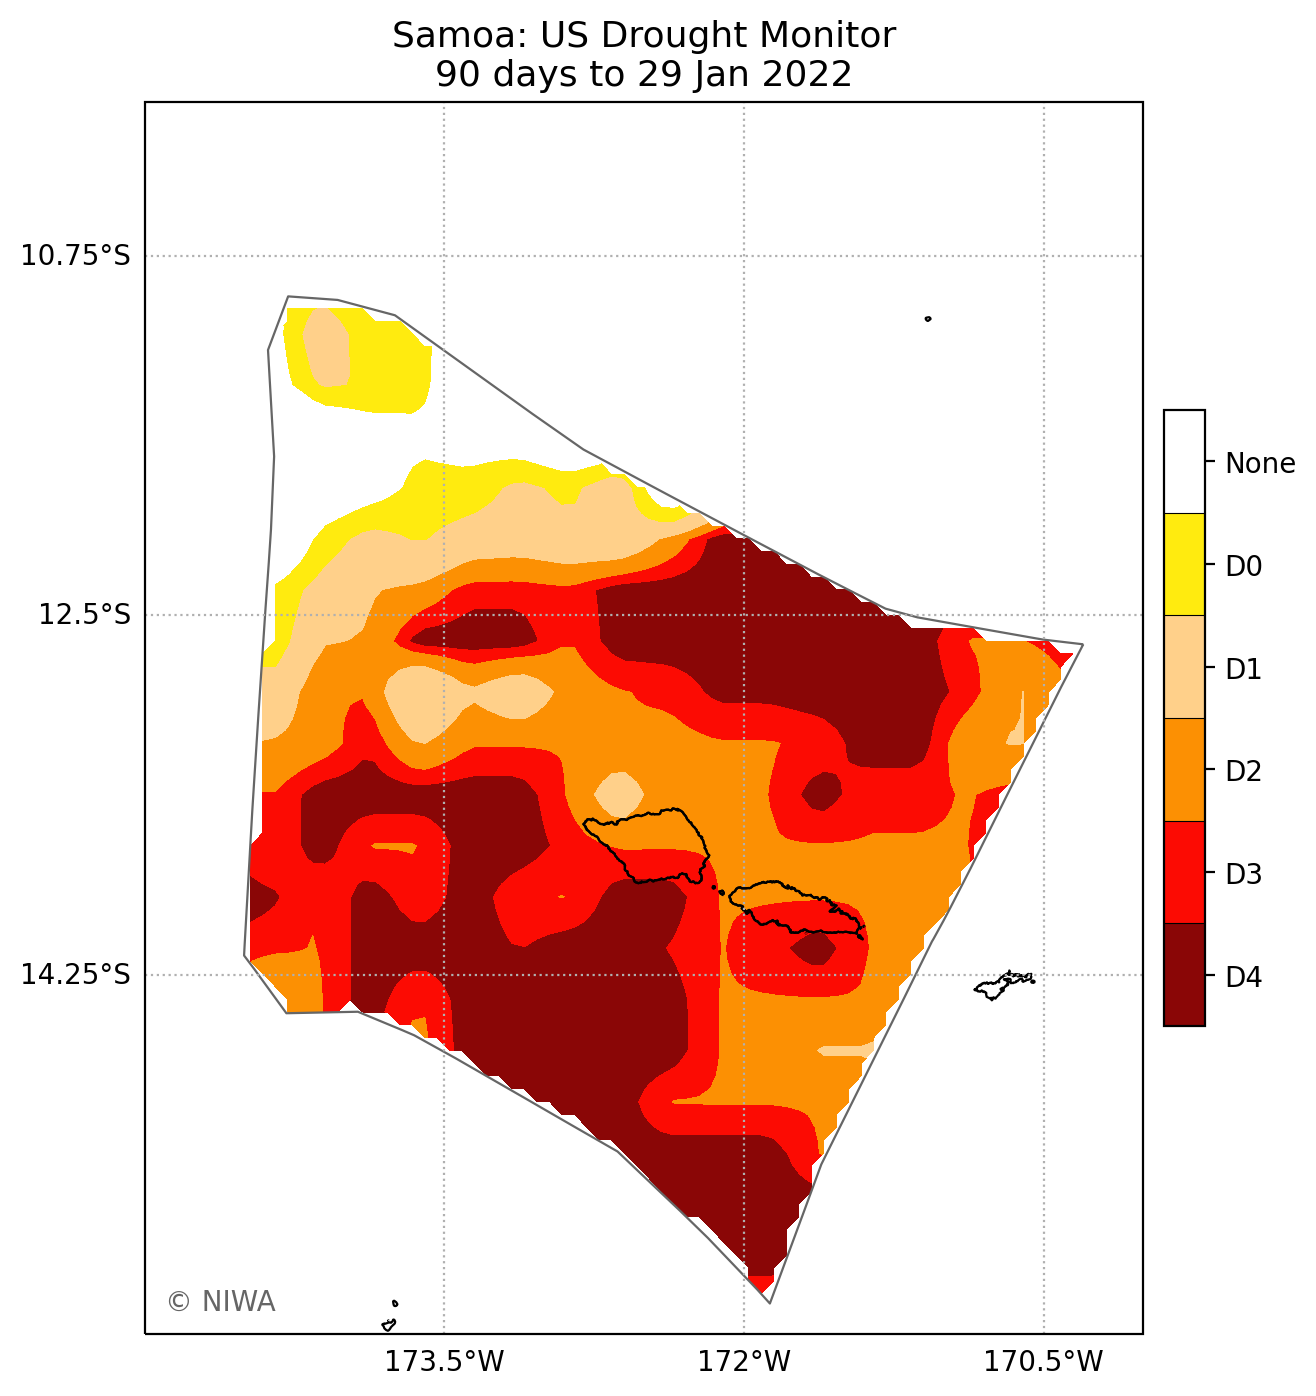 Samoa: US Drought Monitor
90 days to 29 Jan 2022
10.75°S
12.5°S
14.25°S
173.5°W
172°W
170.5°W
None
D0
D1
D2
D3
D4
© NIWA